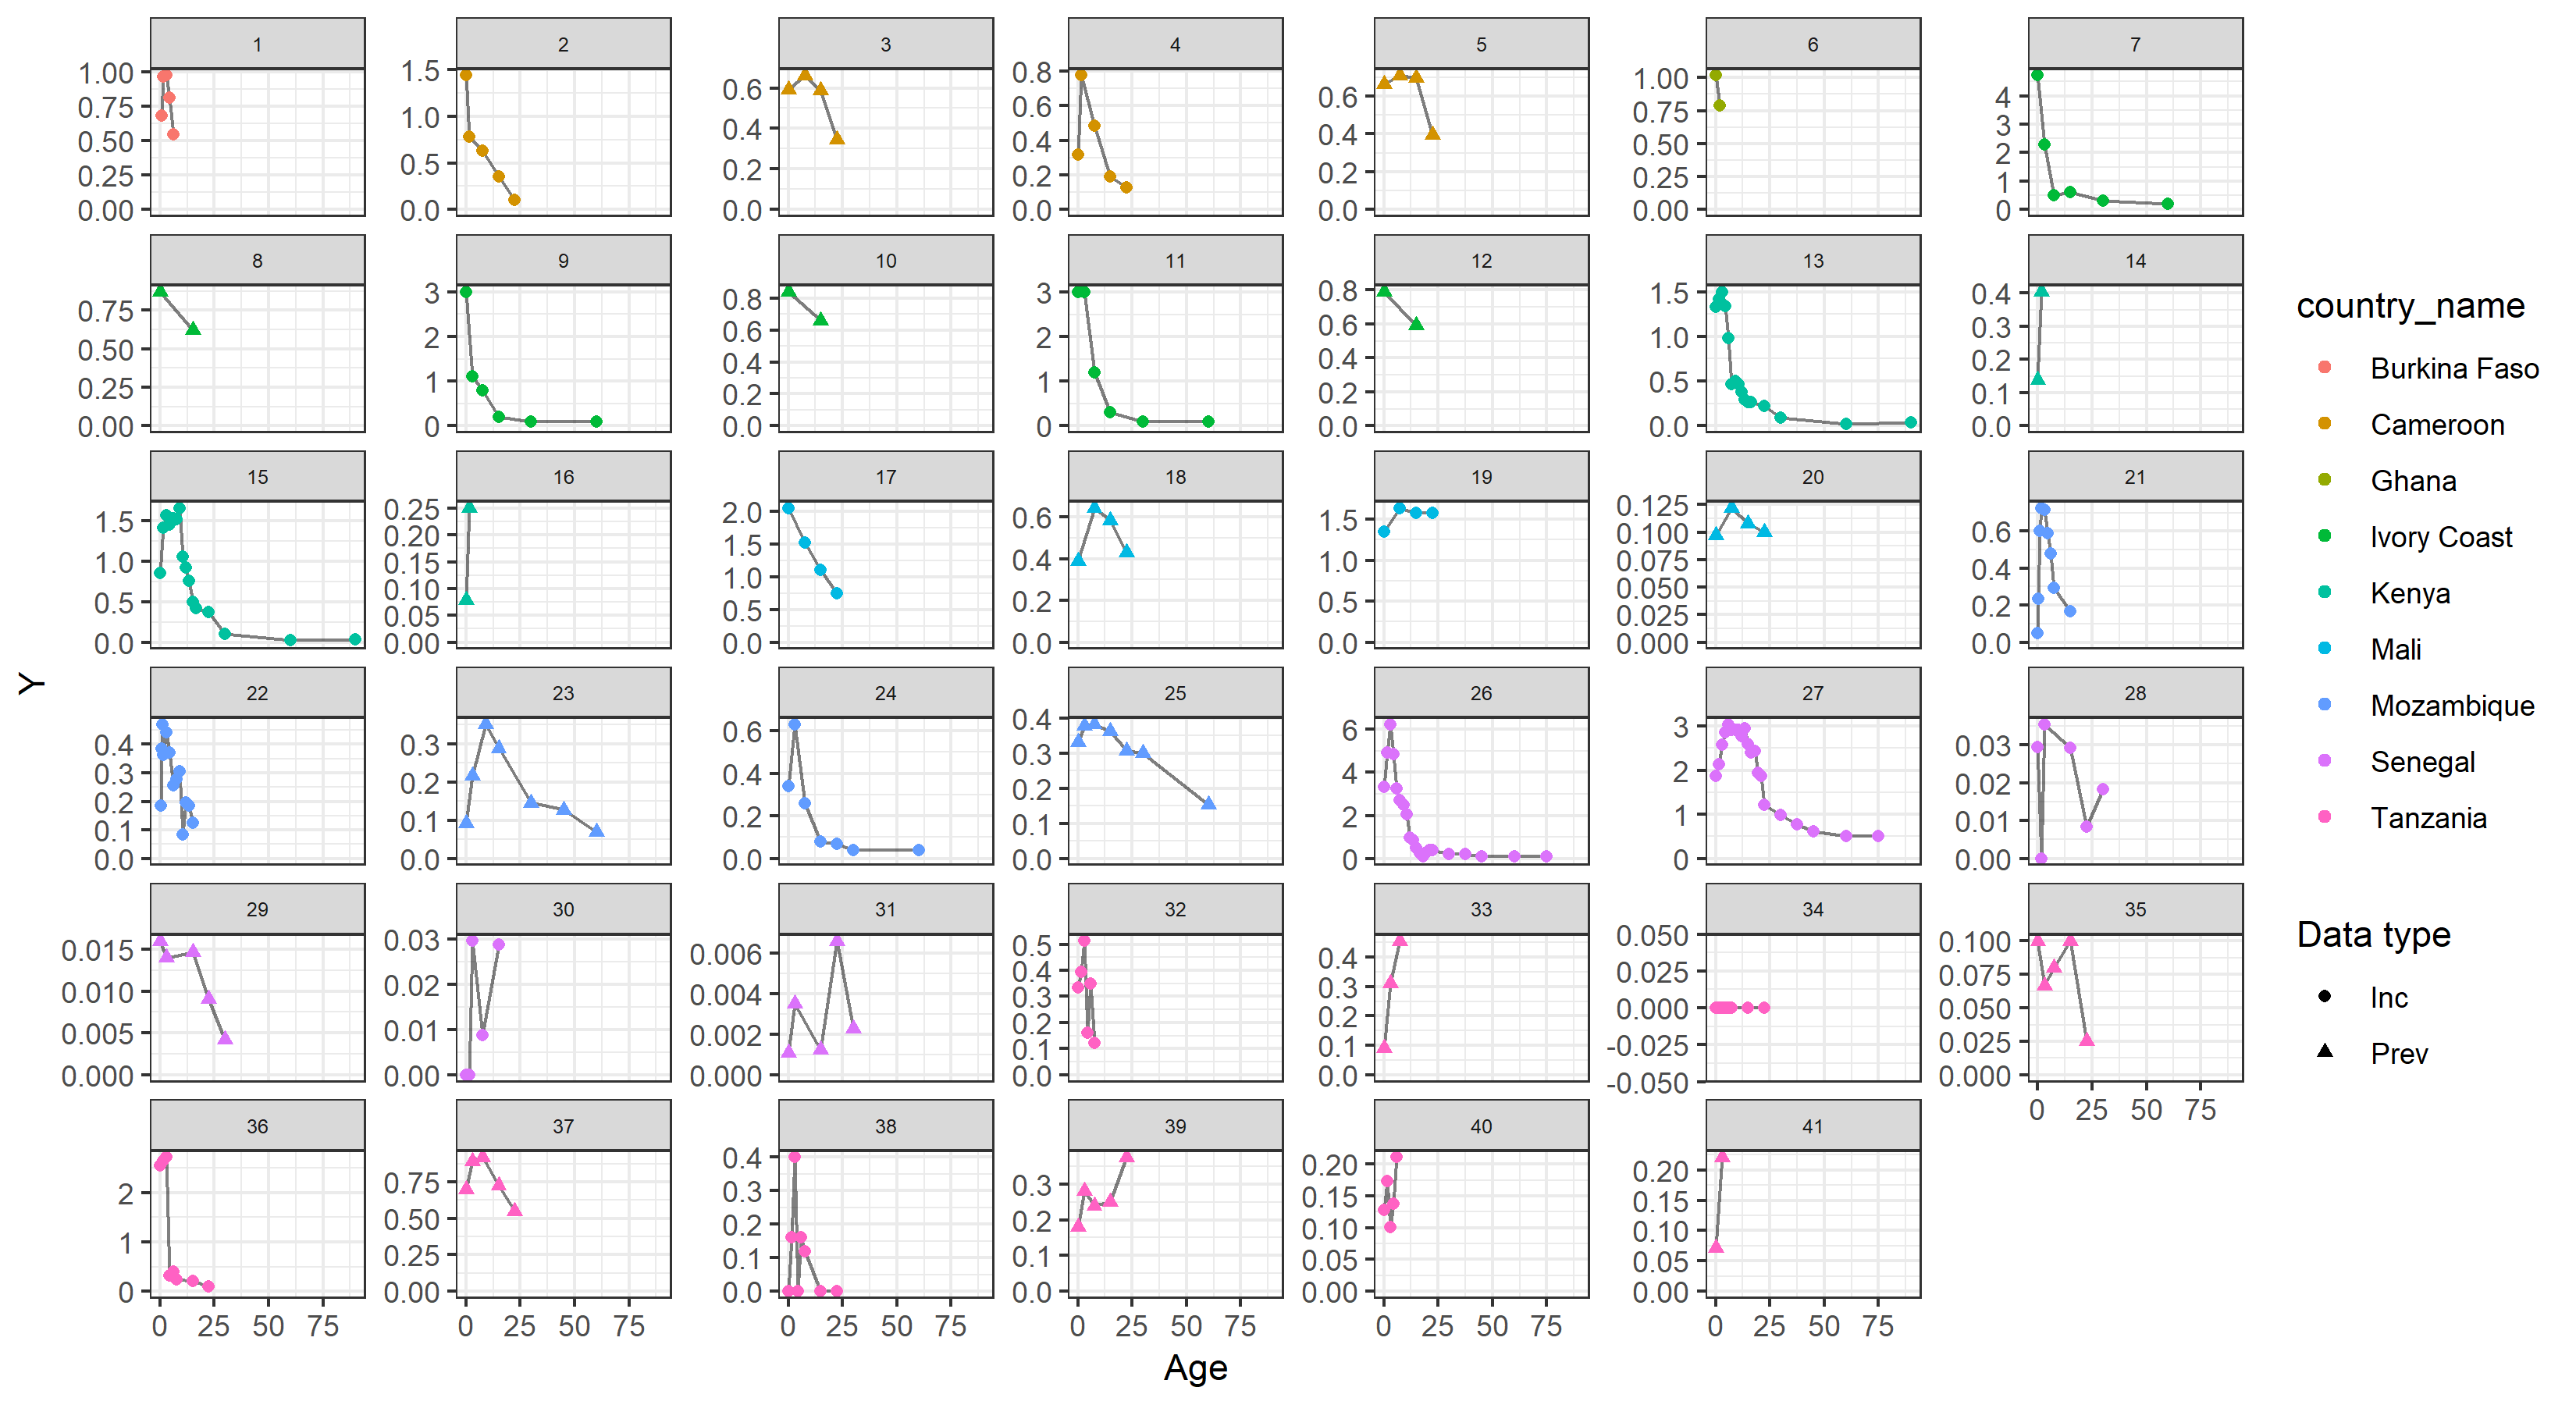 1 2 3 4 5 6 7
1.00 0.75 0.50 0.25 0.00
1.5 1.0 0.5 0.0
0.6 0.4 0.2 0.0
0.8 0.6 0.4 0.2 0.0
0.6 0.4 0.2 0.0
1.00 0.75 0.50 0.25 0.00
4 3 2 1 0
8 9 10 11 12 13 14
0.75 0.50 0.25 0.00
3 2 1 0
0.8 0.6 0.4 0.2 0.0
3 2 1 0
0.8 0.6 0.4 0.2 0.0
1.5 1.0 0.5 0.0
0.4 0.3 0.2 0.1 0.0
15 16 17 18 19 20 21
1.5 1.0 0.5 0.0
0.25 0.20 0.15 0.10 0.05 0.00
2.0 1.5 1.0 0.5 0.0
0.6 0.4 0.2 0.0
1.5 1.0 0.5 0.0
0.125 0.100 0.075 0.050 0.025 0.000
0.6 0.4 0.2 0.0
Y
22 23 24 25 26 27 28
0.4 0.3 0.2 0.1 0.0
0.3 0.2 0.1 0.0
0.6 0.4 0.2 0.0
0.4 0.3 0.2 0.1 0.0
6 4 2 0
3 2 1 0
0.03 0.02 0.01 0.00
29 30 31 32 33 34 35
0.015 0.010 0.005 0.000
0.03 0.02 0.01 0.00
0.006 0.004 0.002 0.000
0.5 0.4 0.3 0.2 0.1 0.0
0.4 0.3 0.2 0.1 0.0
0.050 0.025 0.000 -0.025 -0.050
0.100 0.075 0.050 0.025 0.000
0 25 50 75
36 37 38 39 40 41
2 1 0
0.75 0.50 0.25 0.00
0.4 0.3 0.2 0.1 0.0
0.3 0.2 0.1 0.0
0.20 0.15 0.10 0.05 0.00
0.20 0.15 0.10 0.05 0.00
0 25 50 75
0 25 50 75
0 25 50 75
0 25 50 75
0 25 50 75
0 25 50 75
Age
country_name
Burkina Faso
Cameroon
Ghana
Ivory Coast
Kenya
Mali
Mozambique
Senegal
Tanzania
Data type
Inc
Prev